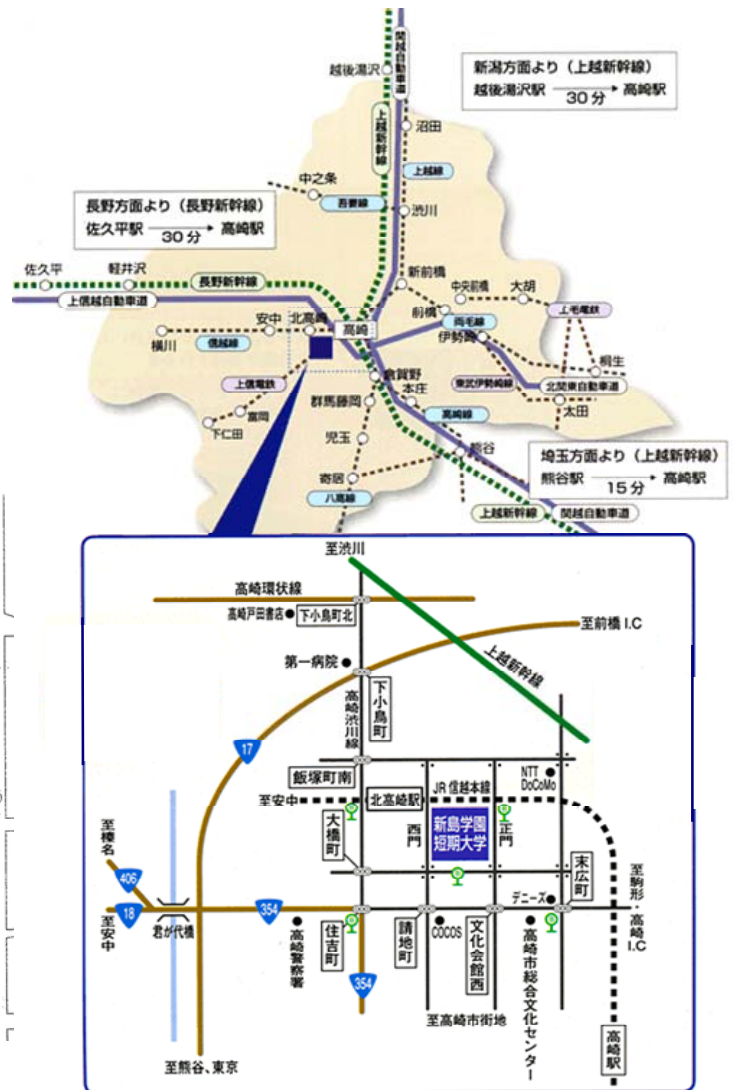 関越自動車道
越後湯沢
新潟方面より（上越新幹線）
越後湯沢駅 → 高崎駅
30分
上越新幹線
沼田
上越線
中之条
吾妻線
渋川
長野方面より（長野新幹線）
佐久平駅 → 高崎駅
30分
佐久平
軽井沢
長野新幹線
上信越自動車道
新前橋
中央前橋
大胡
上毛電鉄
前橋
両毛線
伊勢崎
安中
北高崎
高崎
横川
信越線
桐生
上信電鉄
倉賀野
本庄
東武伊勢崎線
北関東自動車道
富岡
下仁田
群馬藤岡
高崎線
太田
児玉
熊谷
埼玉方面より（上越新幹線）
熊谷駅 → 高崎駅
15分
寄居
八高線
上越新幹線
関越自動車道
至渋川
高崎環状線
高崎戸田書店
下小鳥町北
至前橋I.C
第一病院
上越新幹線
下小鳥町
高崎渋川線
17
飯塚町南
JR 信越本線
NTT
DoCoMo
至安中
北高崎駅
大橋町
西門
新島学園
短期大学
正門
至榛名
406
末広町
至駒形・高崎I.C
デニーズ
18
354
至安中
君が代橋
高崎警察署
住吉町
請地町
COCOS
文化会館西
高崎市総合文化センター
354
至高崎市街地
高崎駅
至熊谷、東京